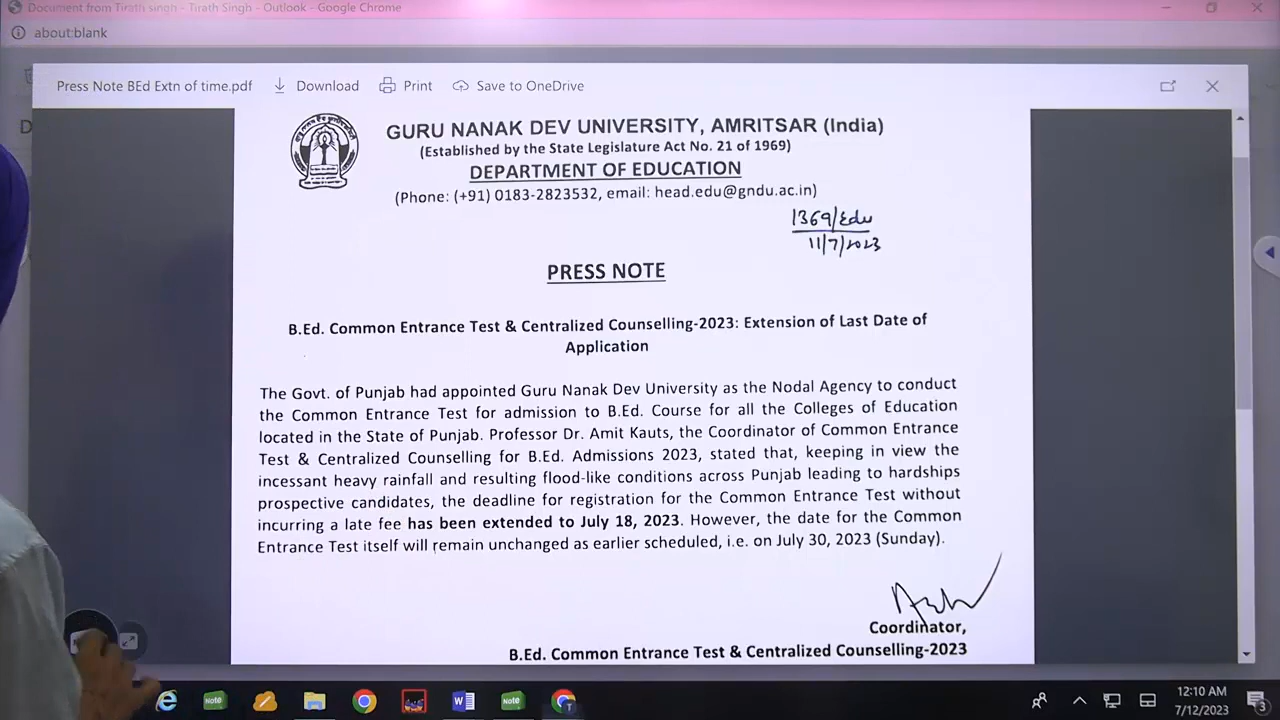 Document from Tirath singh - Tirath Singh - Outlook - Google Chrome
about:blank
Press Note BEd Extn of time.pdf Download Print Save to OneDrive
GURU NANAK DEV UNIVERSITY, AMRITSAR (India)
(Established by the State Legislature Act No. 21 of 1969)
DEPARTMENT OF EDUCATION
(Phone: (+91) 0183-2823532, email: head.edu@gndu.ac.in)
1369/Edu
11/7/2023
PRESS NOTE
B.Ed. Common Entrance Test & Centralized Counselling-2023: Extension of Last Date of
Application
The Govt. of Punjab had appointed Guru Nanak Dev University as the Nodal Agency to conduct
the Common Entrance Test for admission to B.Ed. Course for all the Colleges of Education
located in the State of Punjab. Professor Dr. Amit Kauts, the Coordinator of Common Entrance
Test & Centralized Counselling for B.Ed. Admissions 2023, stated that, keeping in view the
incessant heavy rainfall and resulting flood-like conditions across Punjab leading to hardships
prospective candidates, the deadline for registration for the Common Entrance Test without
incurring a late fee has been extended to July 18, 2023. However, the date for the Common
Entrance Test itself will remain unchanged as earlier scheduled, i.e. on July 30, 2023 (Sunday).
Coordinator,
B.Ed. Common Entrance Test & Centralized Counselling-2023
Note
W
Note
T
12:10 AM
7/12/2023
3